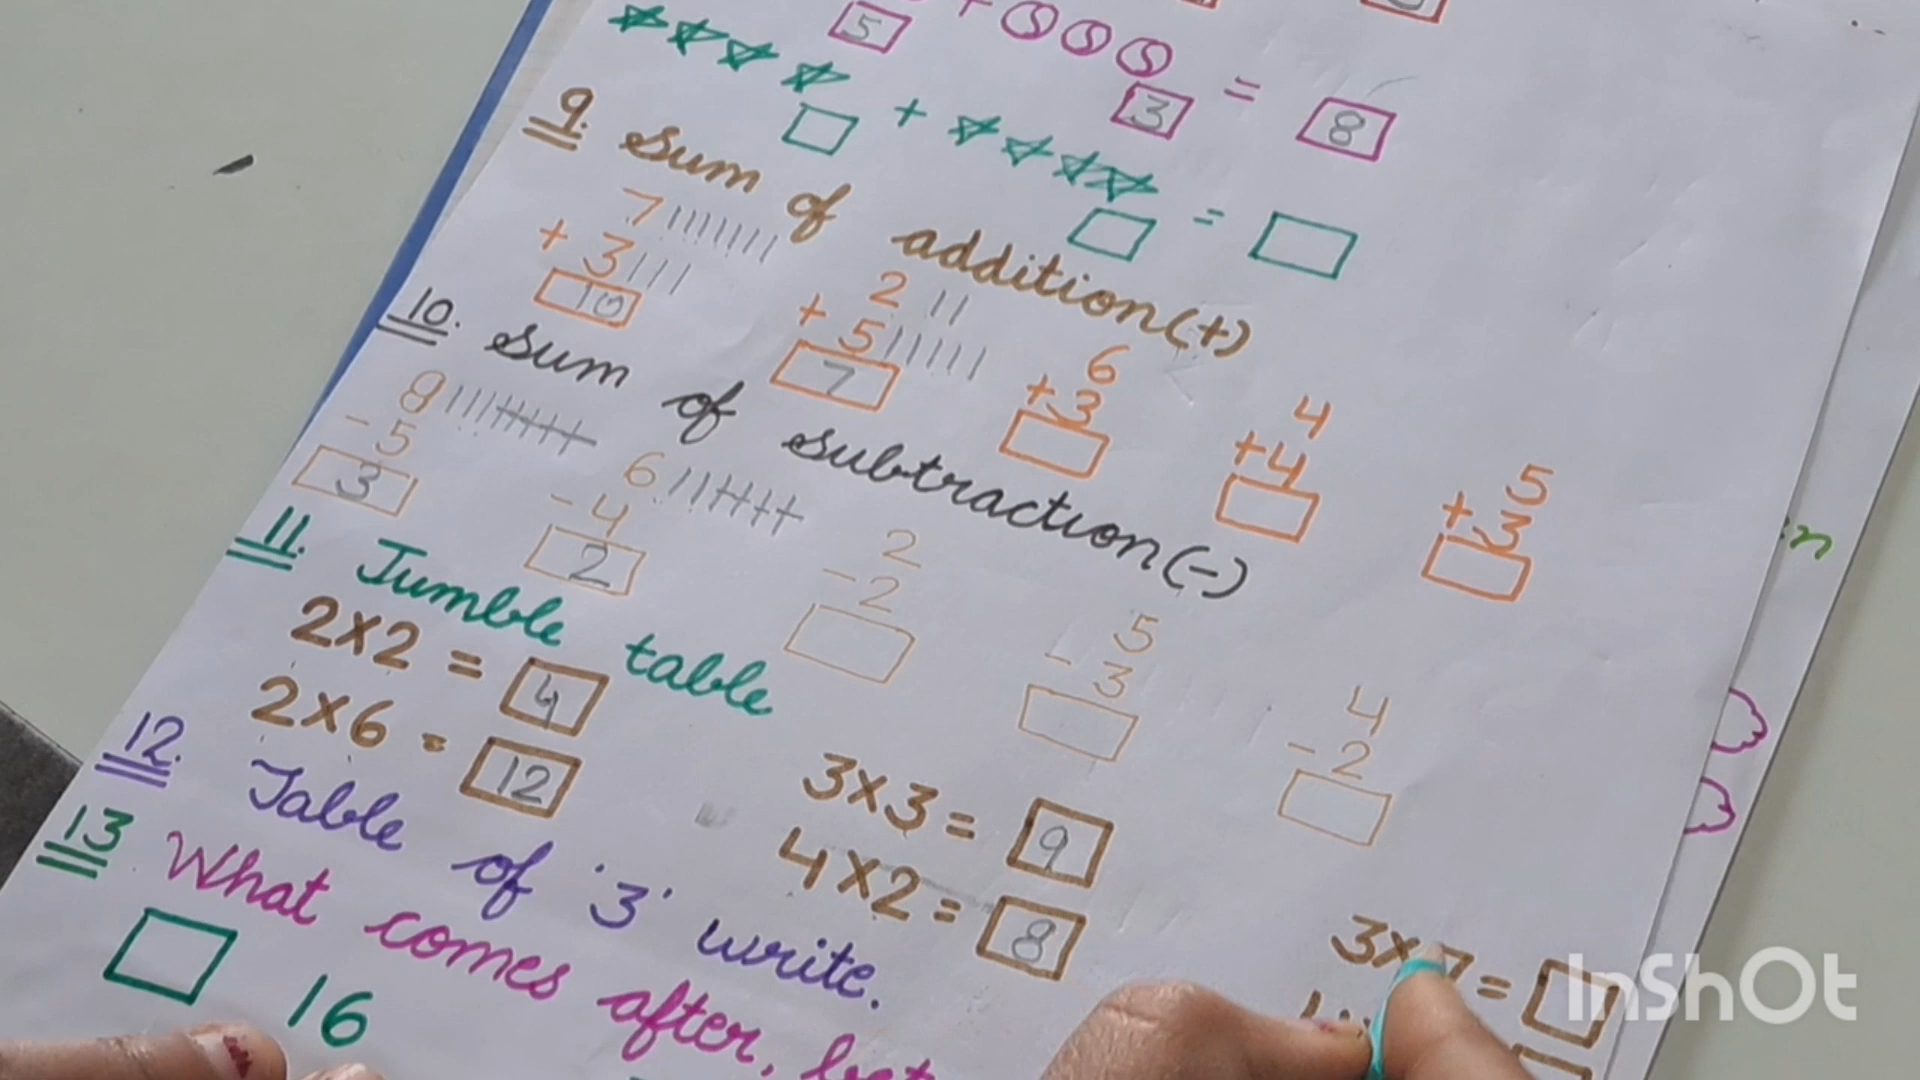 5 + 3 = 8
+ =
9. Sum of addition(+)
7 2 6 4 5
+ 3 + 5 + 3 + 4 + 3
10 7
10. Sum of subtraction(-)
8 6 2 5 4
- 5 - 4 - 2 - 3 - 2
3 2
11. Jumble table
2x2 = 4 3x3 = 9 3x7 =
2x6 = 12 4x2 = 8
12. Table of '3' write.
13 What comes after,
16
InShOt